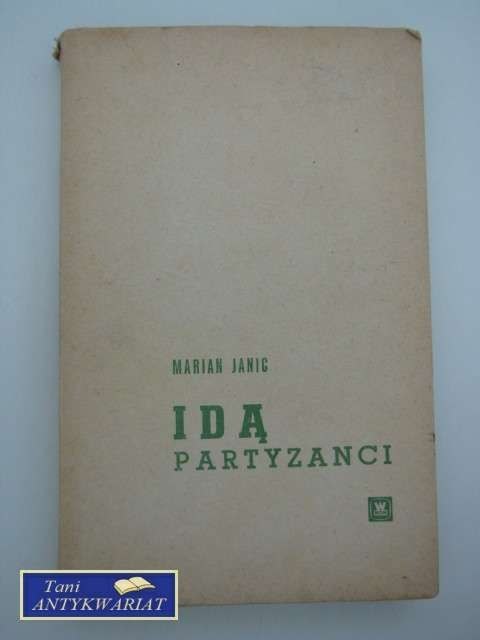 MARIAN JANIC
IDĄ
PARTYZANCI
Tani
ANTYKWARIAT